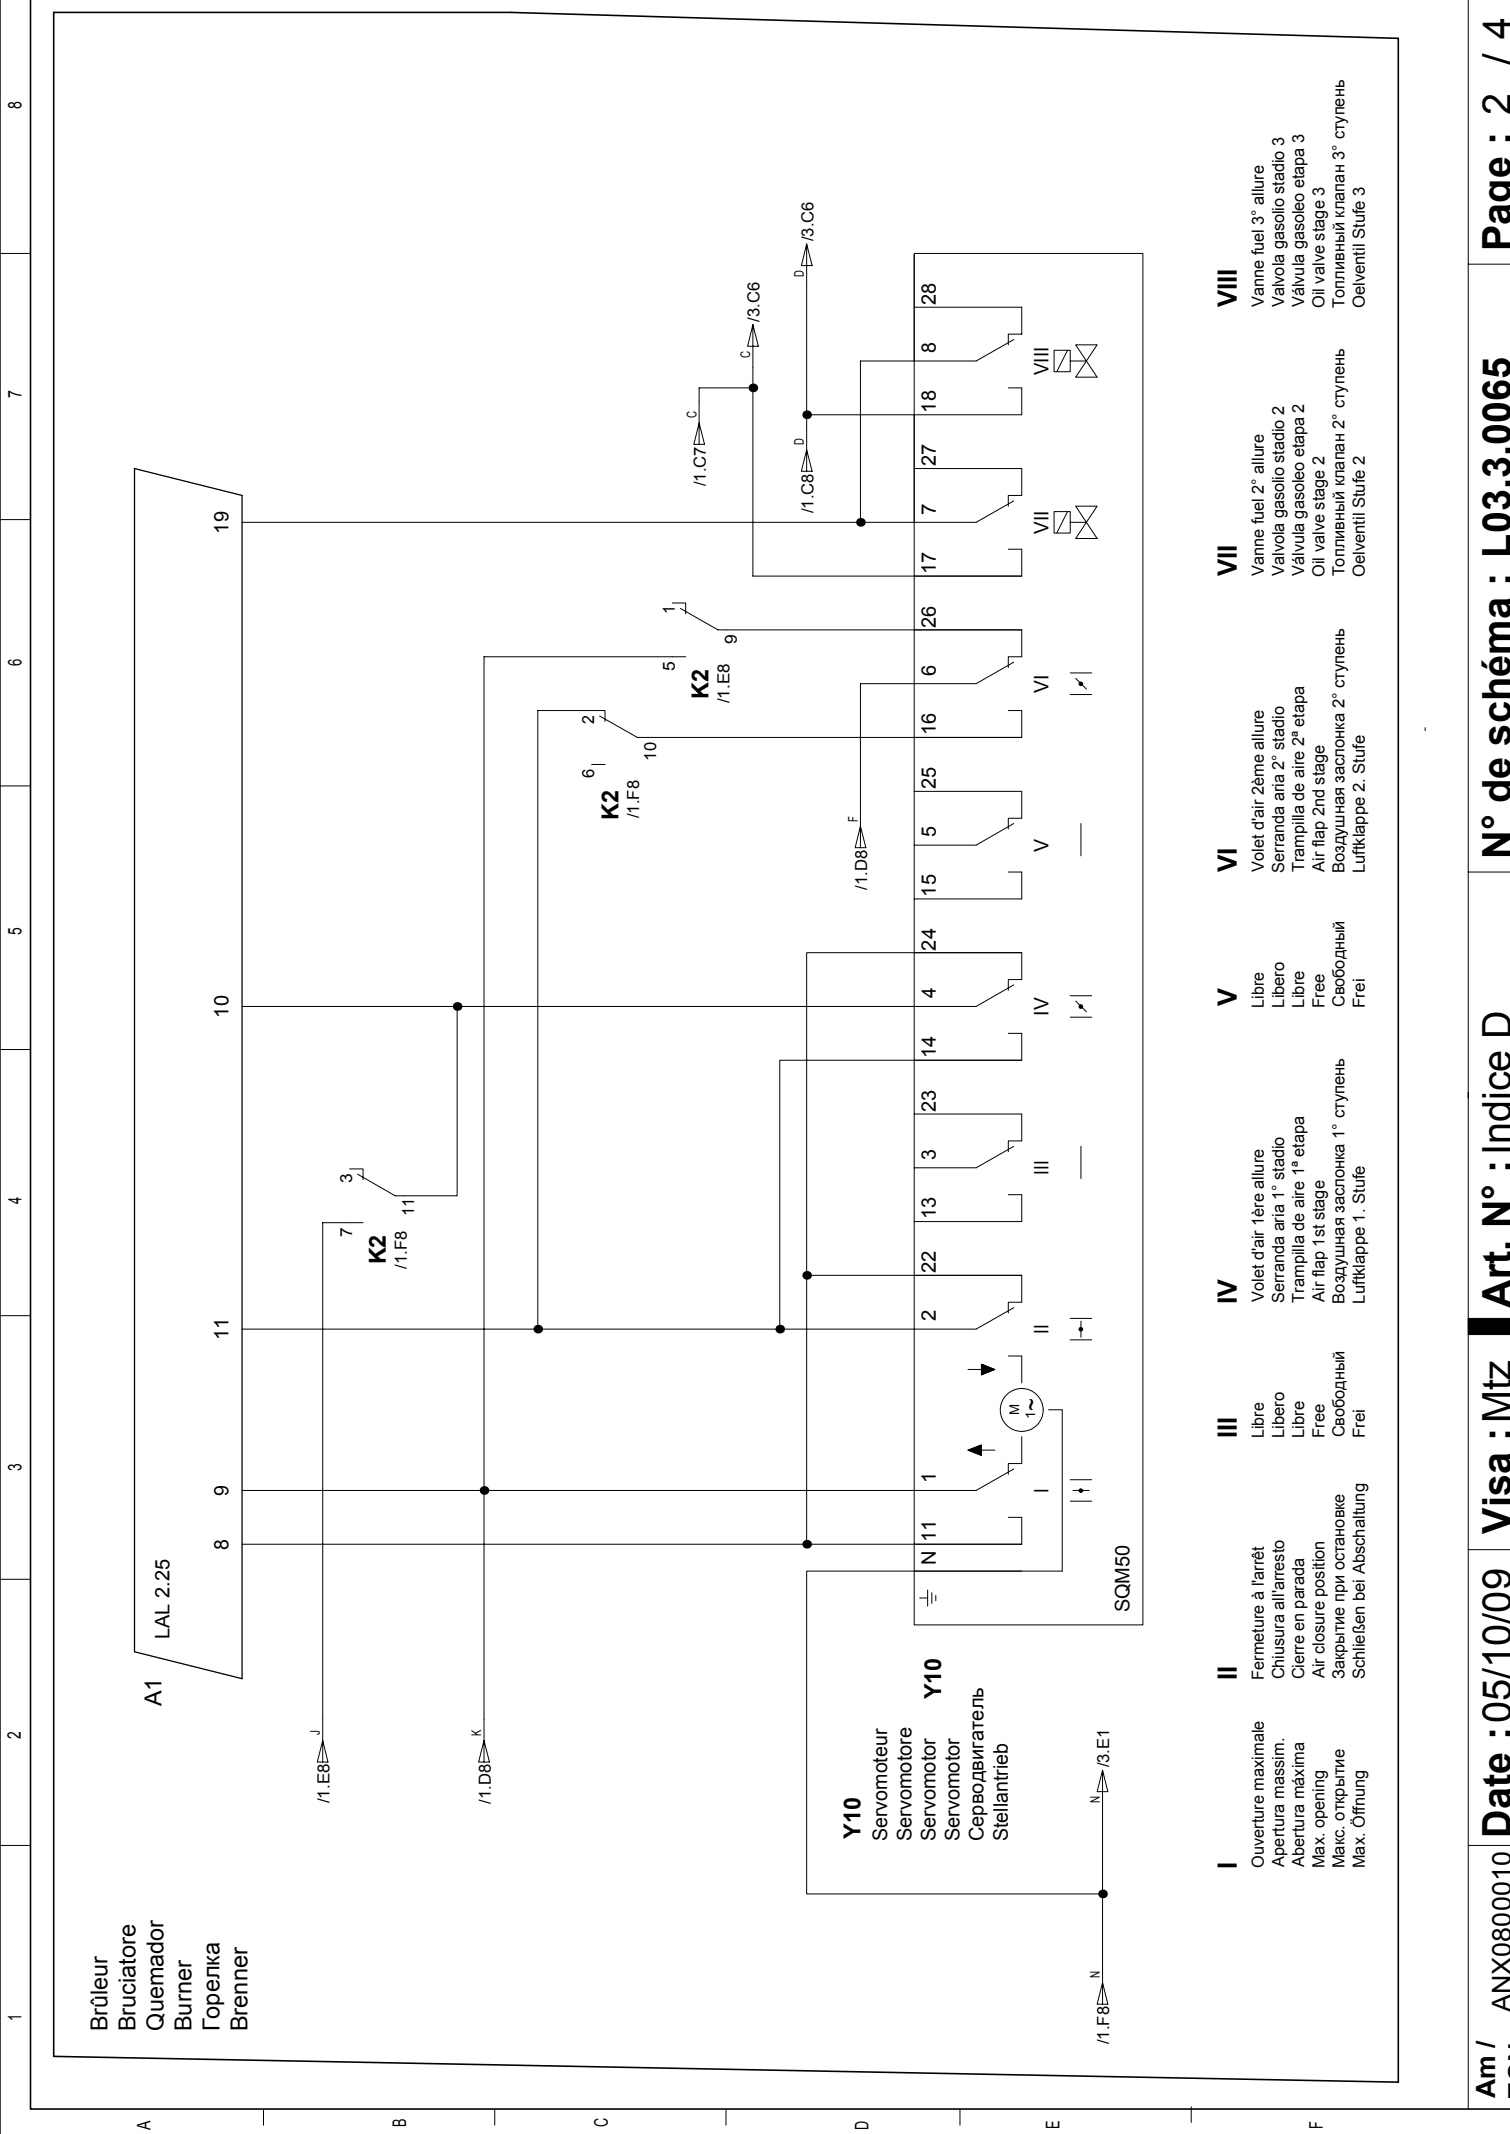 1
2
3
4
5
6
7
8
A
B
C
D
E
F
Brûleur
Bruciatore
Quemador
Burner
Горелка
Brenner
A1
LAL 2.25
8
9
11
10
19
/1.E8
J
/1.D8
K
7
3
11
K2
/1.F8
6
2
10
K2
/1.F8
5
1
9
K2
/1.E8
/1.C7
C
C
/3.C6
/1.C8
D
D
/3.C6
/1.D8
F
Y10
Servomoteur
Servomotore
Servomotor
Servomotor
Серводвигатель
Stellantrieb
Y10
N
11
1
2
22
13
3
23
14
4
24
15
5
25
16
6
26
17
7
27
18
8
28
M
1~
I
II
III
IV
V
VI
VII
VIII
SQM50
/1.F8
N
N
/3.E1
I
Ouverture maximale
Apertura massim.
Abertura máxima
Max. opening
Макс. открытие
Max. Öffnung
II
Fermeture à l'arrêt
Chiusura all'arresto
Cierre en parada
Air closure position
Закрытие при остановке
Schließen bei Abschaltung
III
Libre
Libero
Libre
Free
Свободный
Frei
IV
Volet d'air 1ère allure
Serranda aria 1° stadio
Trampilla de aire 1ª etapa
Air flap 1st stage
Воздушная заслонка 1° ступень
Luftklappe 1. Stufe
V
Libre
Libero
Libre
Free
Свободный
Frei
VI
Volet d'air 2ème allure
Serranda aria 2° stadio
Trampilla de aire 2ª etapa
Air flap 2nd stage
Воздушная заслонка 2° ступень
Luftklappe 2. Stufe
VII
Vanne fuel 2° allure
Valvola gasolio stadio 2
Válvula gasoleo etapa 2
Oil valve stage 2
Топливный клапан 2° ступень
Oelventil Stufe 2
VIII
Vanne fuel 3° allure
Valvola gasolio stadio 3
Válvula gasoleo etapa 3
Oil valve stage 3
Топливный клапан 3° ступень
Oelventil Stufe 3
Am /
ANX0800010
Date : 05/10/09
Visa : Mtz
Art. N° : Indice D
N° de schéma : L03.3.0065
Page : 2 / 4